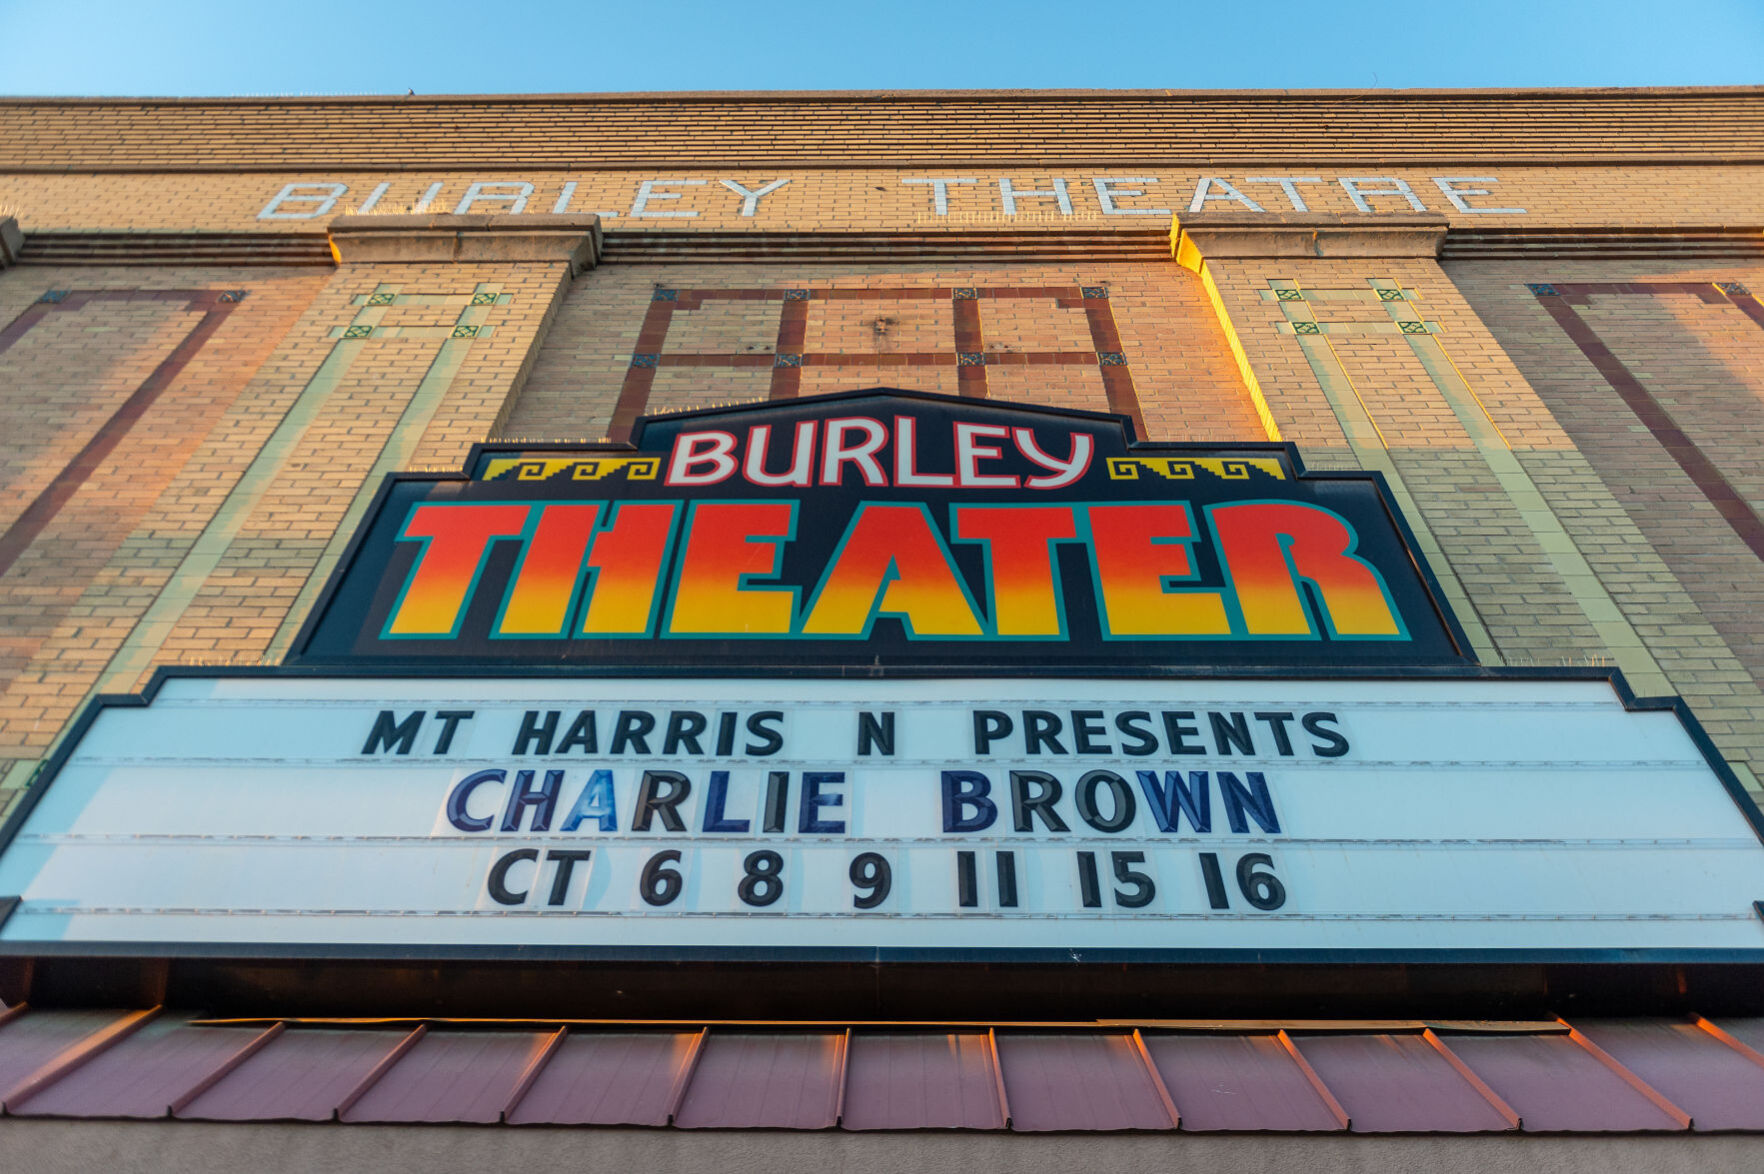 BURLEY THEATRE
BURLEY
THEATER
MT HARRIS N PRESENTS
CHARLIE BROWN
CT 6 8 9 11 15 16